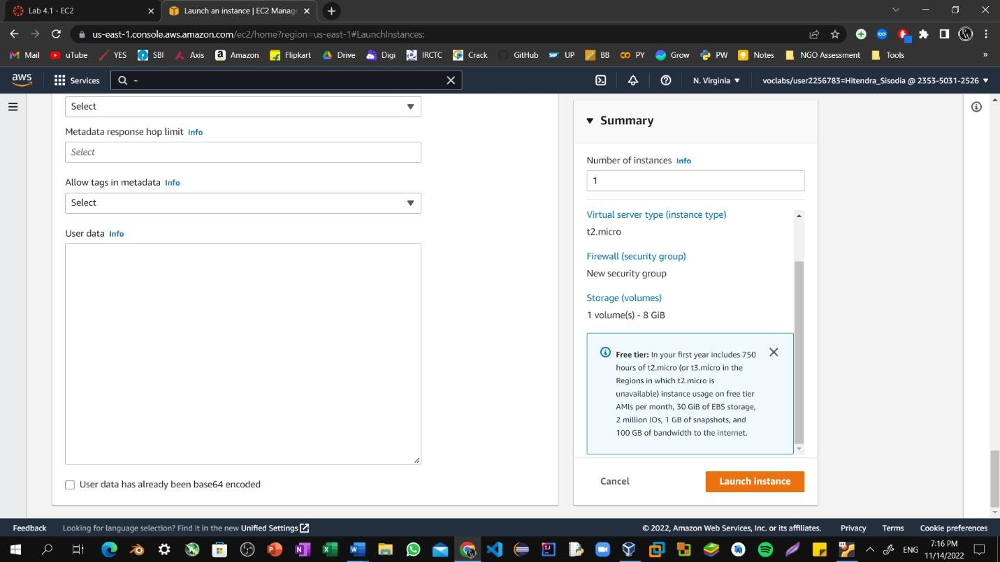 Lab 4.1 - EC2
Launch an instance | EC2 Manage
us-east-1.console.aws.amazon.com/ec2/home?region=us-east-1#LaunchInstances:
Mail uTube YES SBI Axis Amazon Flipkart Drive Digi IRCTC Crack GitHub UP BB PY Grow PW Notes NGO Assessment Tools »
aws Services - N. Virginia ▼ voclabs/user2256783=Hitendra_Sisodia @ 2353-5031-2526 ▼
Select
Metadata response hop limit Info
Select
Allow tags in metadata Info
Select
User data Info
User data has already been base64 encoded
▼ Summary
Number of instances Info
1
Virtual server type (instance type)
t2.micro
Firewall (security group)
New security group
Storage (volumes)
1 volume(s) - 8 GiB
Free tier: In your first year includes 750
hours of t2.micro (or t3.micro in the
Regions in which t2.micro is
unavailable) instance usage on free tier
AMIs per month, 30 GiB of EBS storage,
2 million IOs, 1 GB of snapshots, and
100 GB of bandwidth to the internet.
Cancel Launch instance
Feedback Looking for language selection? Find it in the new Unified Settings © 2022, Amazon Web Services, Inc. or its affiliates. Privacy Terms Cookie preferences
ENG 7:16 PM
11/14/2022